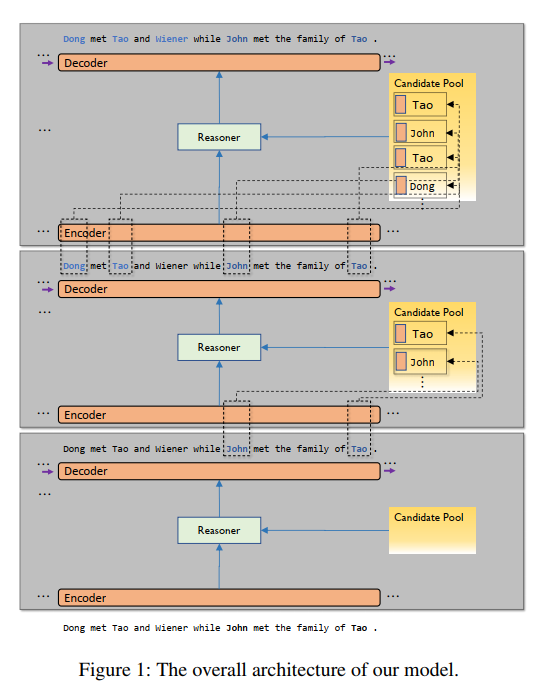 Dong met Tao and Wiener while John met the family of Tao .
... ...
Decoder
Candidate Pool
Tao
...
Reasoner
John
Tao
Dong
... Encoder ...
Dong met Tao and Wiener while John met the family of Tao .
... ...
Decoder
...
Candidate Pool
Tao
Reasoner
John
... Encoder ...
Dong met Tao and Wiener while John met the family of Tao .
... ...
Decoder
...
Candidate Pool
Reasoner
... Encoder ...
Dong met Tao and Wiener while John met the family of Tao .
Figure 1: The overall architecture of our model.